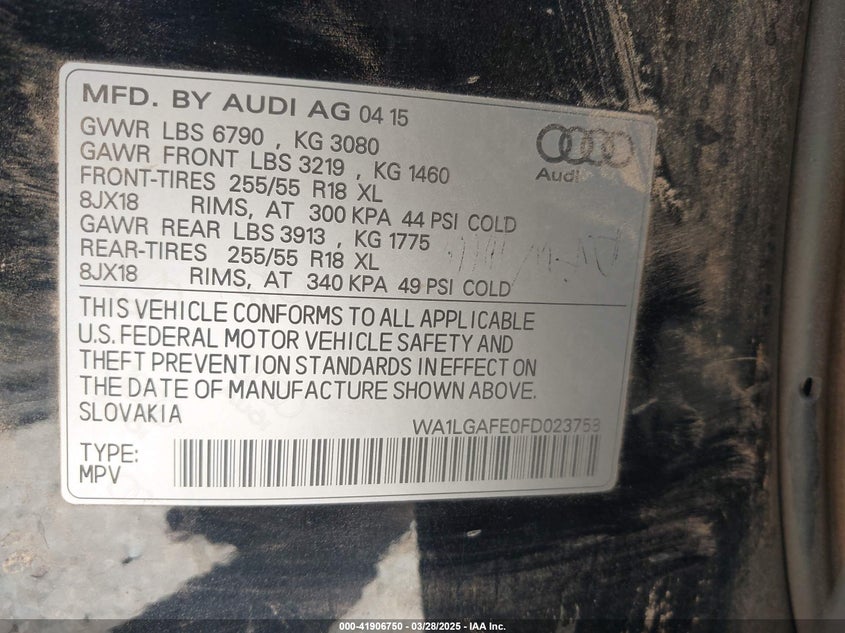 MFD. BY AUDI AG 04 15
GVWR LBS 6790 , KG 3080
GAWR FRONT LBS 3219 , KG 1460
FRONT-TIRES 255/55 R18 XL
8JX18 RIMS, AT 300 KPA 44 PSI COLD
GAWR REAR LBS 3913 , KG 1775
REAR-TIRES 255/55 R18 XL
8JX18 RIMS, AT 340 KPA 49 PSI COLD
Audi
THIS VEHICLE CONFORMS TO ALL APPLICABLE
U.S. FEDERAL MOTOR VEHICLE SAFETY AND
THEFT PREVENTION STANDARDS IN EFFECT ON
THE DATE OF MANUFACTURE SHOWN ABOVE.
SLOVAKIA
WA1LGAFE0FD023753
TYPE:
MPV
000-41906750 — 03/28/2025 — IAA Inc.